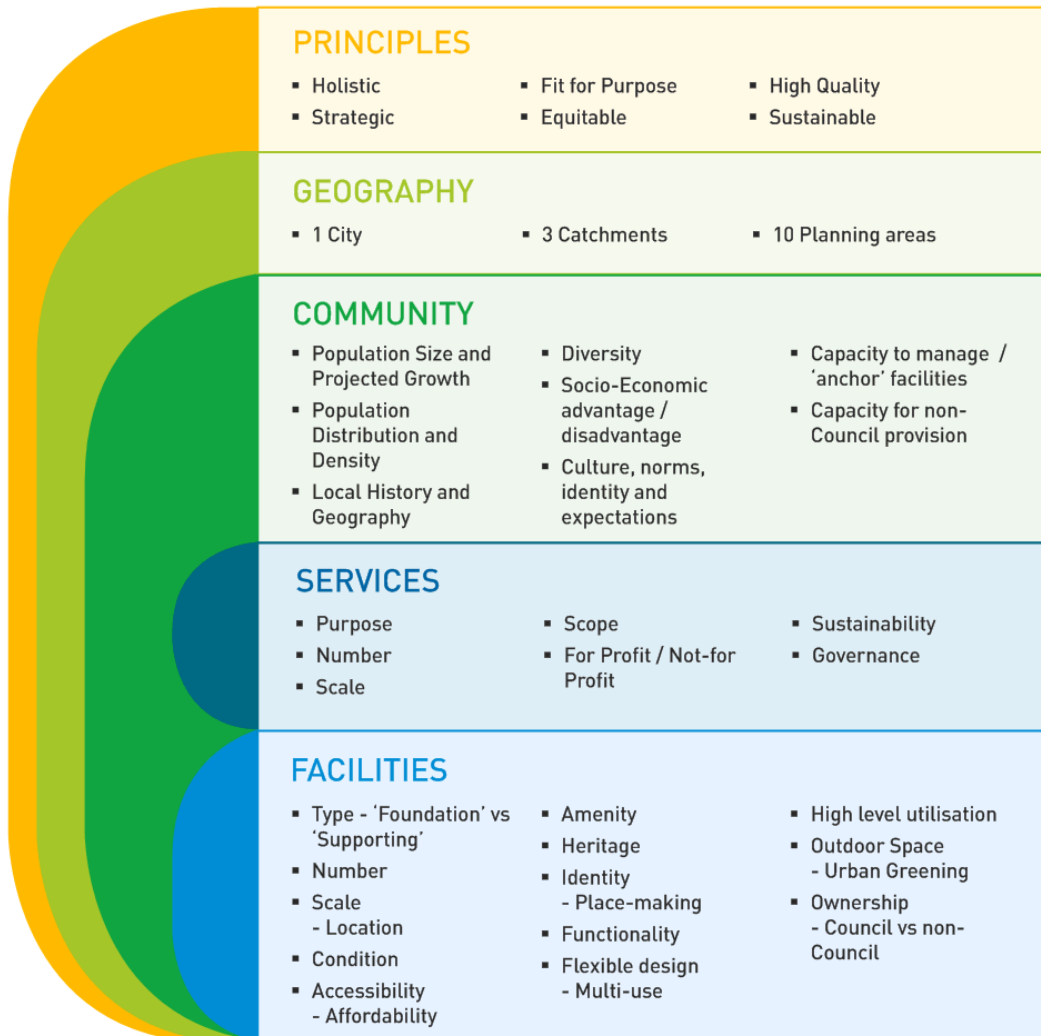 PRINCIPLES
▪ Holistic
▪ Strategic
▪ Fit for Purpose
▪ Equitable
▪ High Quality
▪ Sustainable
GEOGRAPHY
▪ 1 City
▪ 3 Catchments
▪ 10 Planning areas
COMMUNITY
▪ Population Size and
Projected Growth
▪ Population
Distribution and
Density
▪ Local History and
Geography
▪ Diversity
▪ Socio-Economic
advantage /
disadvantage
▪ Culture, norms,
identity and
expectations
▪ Capacity to manage /
‘anchor’ facilities
▪ Capacity for non-
Council provision
SERVICES
▪ Purpose
▪ Number
▪ Scale
▪ Scope
▪ For Profit / Not-for
Profit
▪ Sustainability
▪ Governance
FACILITIES
▪ Type - ‘Foundation’ vs
‘Supporting’
▪ Number
▪ Scale
- Location
▪ Condition
▪ Accessibility
- Affordability
▪ Amenity
▪ Heritage
▪ Identity
- Place-making
▪ Functionality
▪ Flexible design
- Multi-use
▪ High level utilisation
▪ Outdoor Space
- Urban Greening
▪ Ownership
- Council vs non-
Council